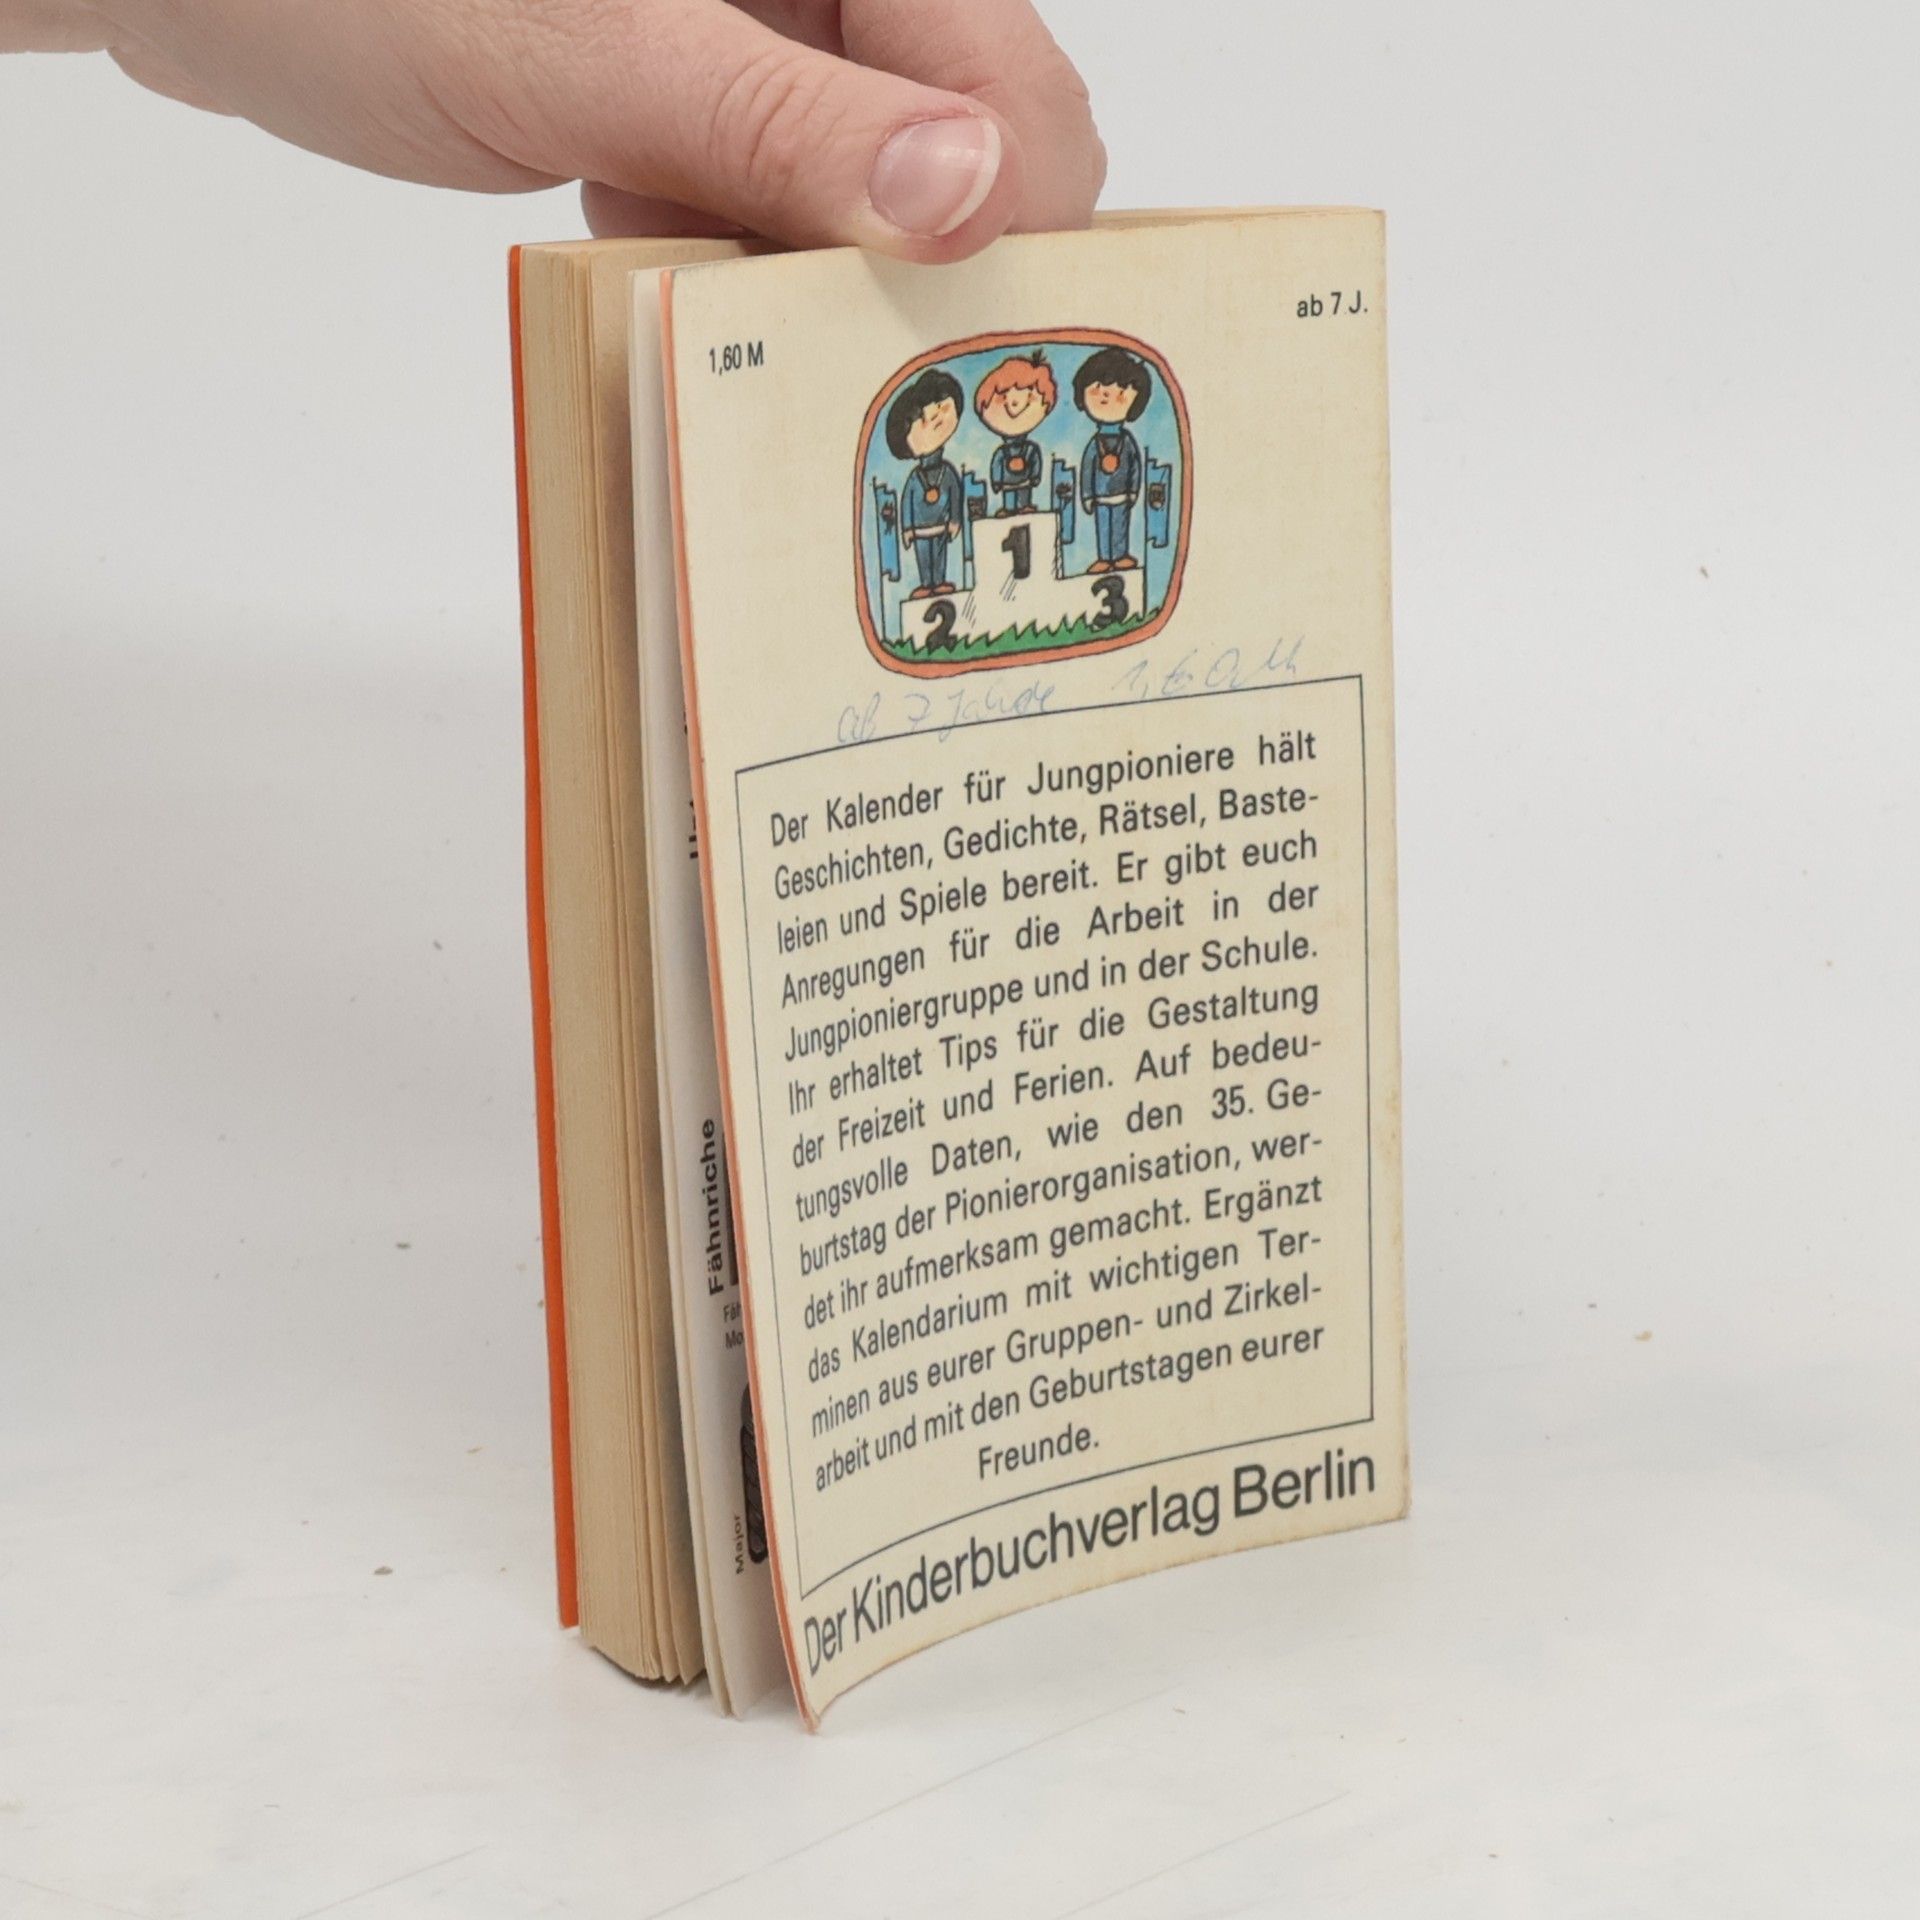 1,60 M
ab 7 J.
1
2
3
ab 7 Jahre 1,60 M
Der Kalender für Jungpioniere hält
Geschichten, Gedichte, Rätsel, Baste-
leien und Spiele bereit. Er gibt euch
Anregungen für die Arbeit in der
Jungpioniergruppe und in der Schule.
Ihr erhaltet Tips für die Gestaltung
der Freizeit und Ferien. Auf bedeu-
tungsvolle Daten, wie den 35. Ge-
burtstag der Pionierorganisation, wer-
det ihr aufmerksam gemacht. Ergänzt
das Kalendarium mit wichtigen Ter-
minen aus eurer Gruppen- und Zirkel-
arbeit und mit den Geburtstagen eurer
Freunde.
Der Kinderbuchverlag Berlin
Fähnriche
Major